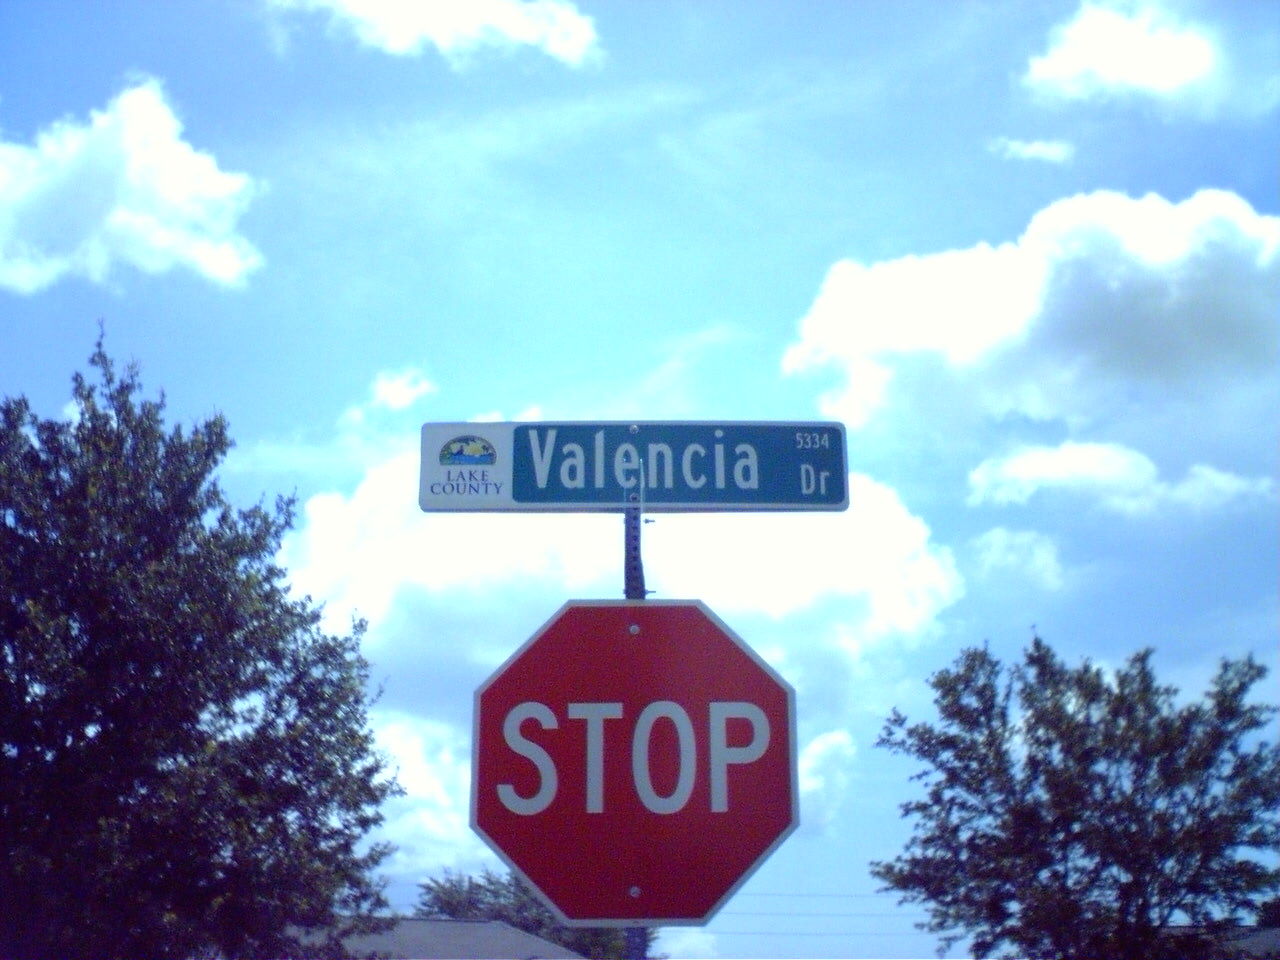 LAKE
COUNTY
Valencia
5334
Dr
STOP